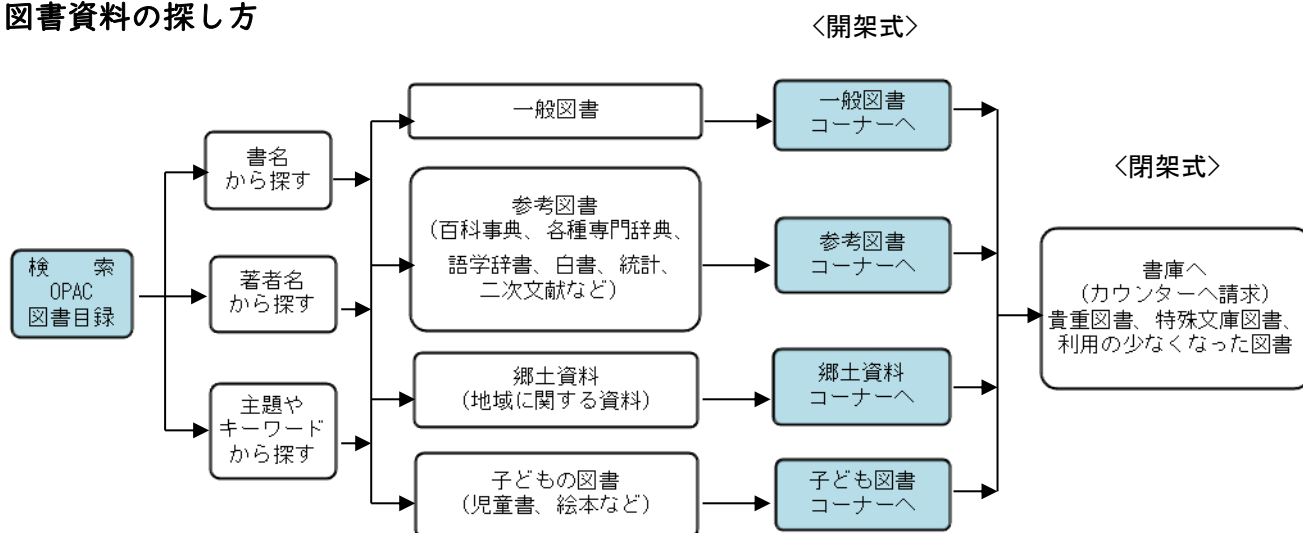 図書資料の探し方
〈開架式〉
〈閉架式〉
検　索
OPAC
図書目録
書名
から探す
著者名
から探す
主題や
キーワード
から探す
一般図書
参考図書
（百科事典、各種専門辞典、
語学辞書、白書、統計、
二次文献など）
郷土資料
（地域に関する資料）
子どもの図書
（児童書、絵本など）
一般図書
コーナーへ
参考図書
コーナーへ
郷土資料
コーナーへ
子ども図書
コーナーへ
書庫へ
（カウンターへ請求）
貴重図書、特殊文庫図書、
利用の少なくなった図書